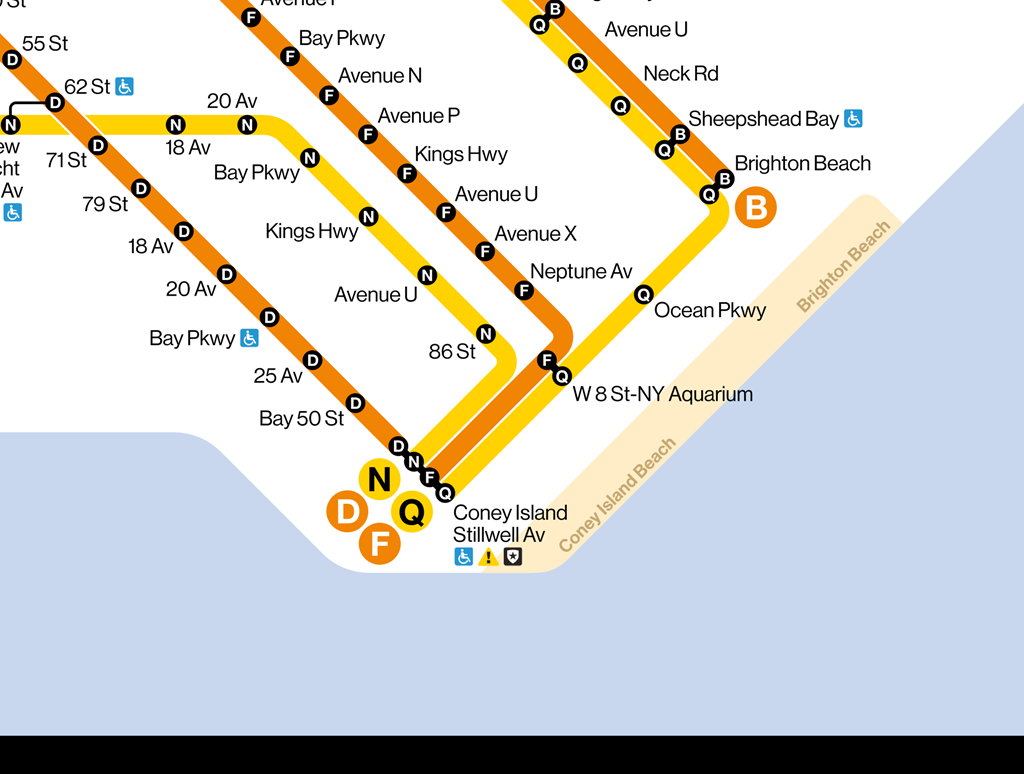 St
Avenue
B
Q
Avenue U
F
Bay Pkwy
F
55 St
D
Neck Rd
Q
Avenue N
F
62 St
D
20 Av
Avenue P
Q
Sheepshead Bay
B
Q
N
N
N
F
18 Av
71 St
D
Kings Hwy
F
Brighton Beach
B
Q
B
Bay Pkwy
N
Av
79 St
D
Avenue U
F
18 Av
D
Kings Hwy
N
Avenue X
F
Brighton Beach
20 Av
D
Avenue U
N
Neptune Av
F
Q
Ocean Pkwy
Bay Pkwy
D
86 St
N
25 Av
D
F
Q
W 8 St-NY Aquarium
Bay 50 St
D
D
N
F
Q
N
D
Q
F
Coney Island
Stillwell Av
Coney Island Beach